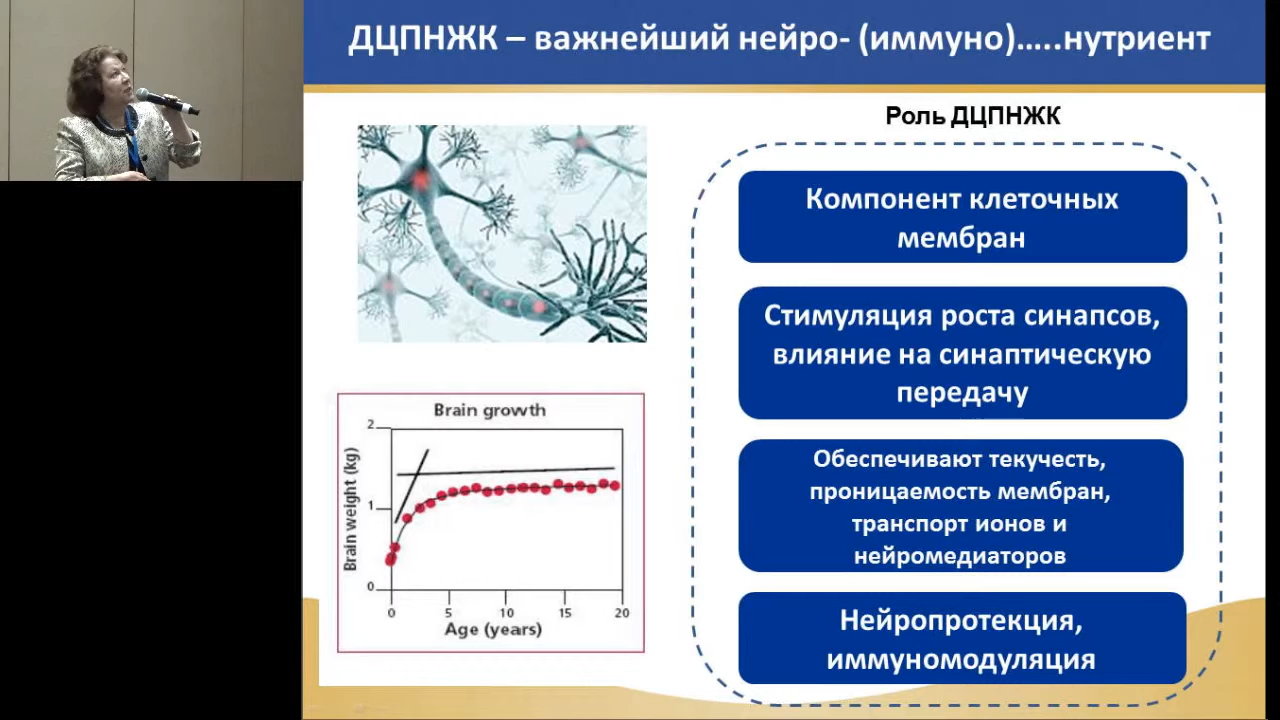 ДЦПНЖК – важнейший нейро- (иммуно)…..нутриент
Роль ДЦПНЖК
Компонент клеточных
мембран
Стимуляция роста синапсов,
влияние на синаптическую
передачу
Обеспечивают текучесть,
проницаемость мембран,
транспорт ионов и
нейромедиаторов
Нейропротекция,
иммуномодуляция
Brain growth
Brain weight (kg)
2
1
0
0 5 10 15 20
Age (years)